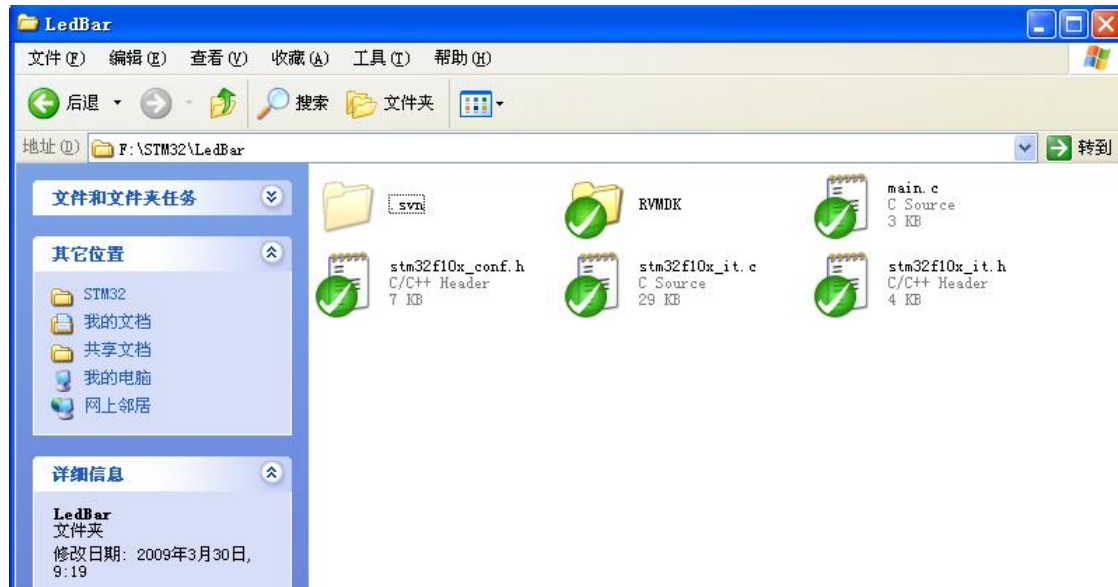 LedBar
文件(F) 编辑(E) 查看(V) 收藏(A) 工具(T) 帮助(H)
后退 搜索 文件夹
地址(D) F:\STM32\LedBar 转到
文件和文件夹任务
其它位置
STM32
我的文档
共享文档
我的电脑
网上邻居
详细信息
LedBar
文件夹
修改日期: 2009年3月30日,
9:19
.svn
RVMDK
main.c
C Source
3 KB
stm32f10x_conf.h
C/C++ Header
7 KB
stm32f10x_it.c
C Source
29 KB
stm32f10x_it.h
C/C++ Header
4 KB